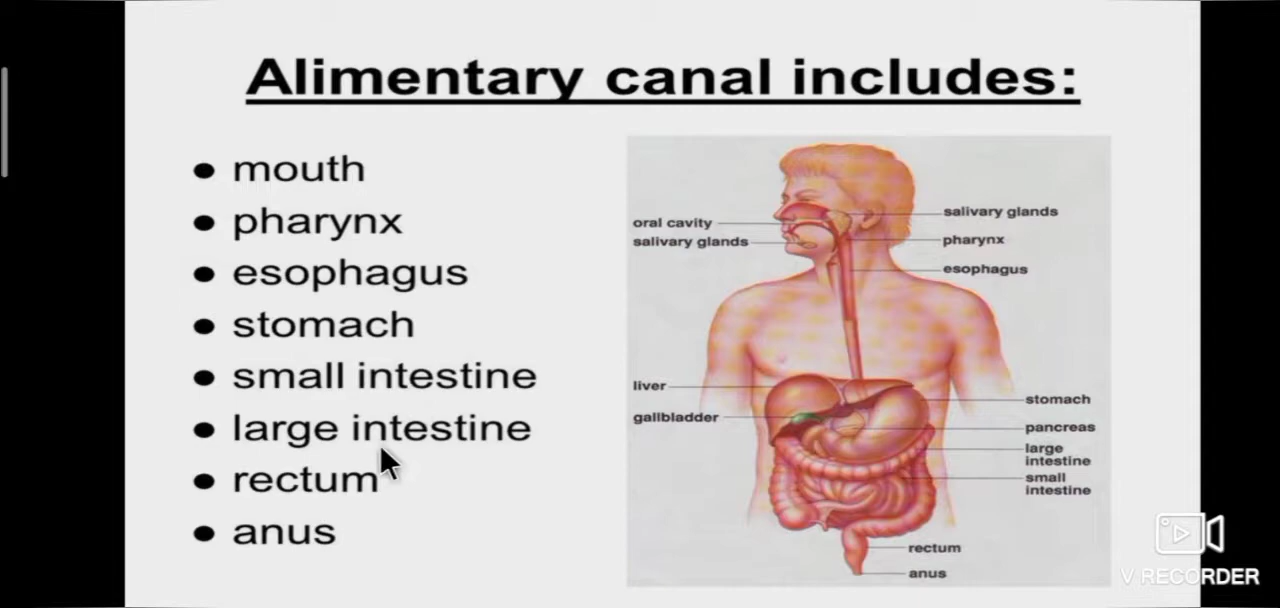 Alimentary canal includes:
● mouth
● pharynx
● esophagus
● stomach
● small intestine
● large intestine
● rectum
● anus
oral cavity
salivary glands
liver
gallbladder
salivary glands
pharynx
esophagus
stomach
pancreas
large
intestine
small
intestine
rectum
anus
V RECORDER